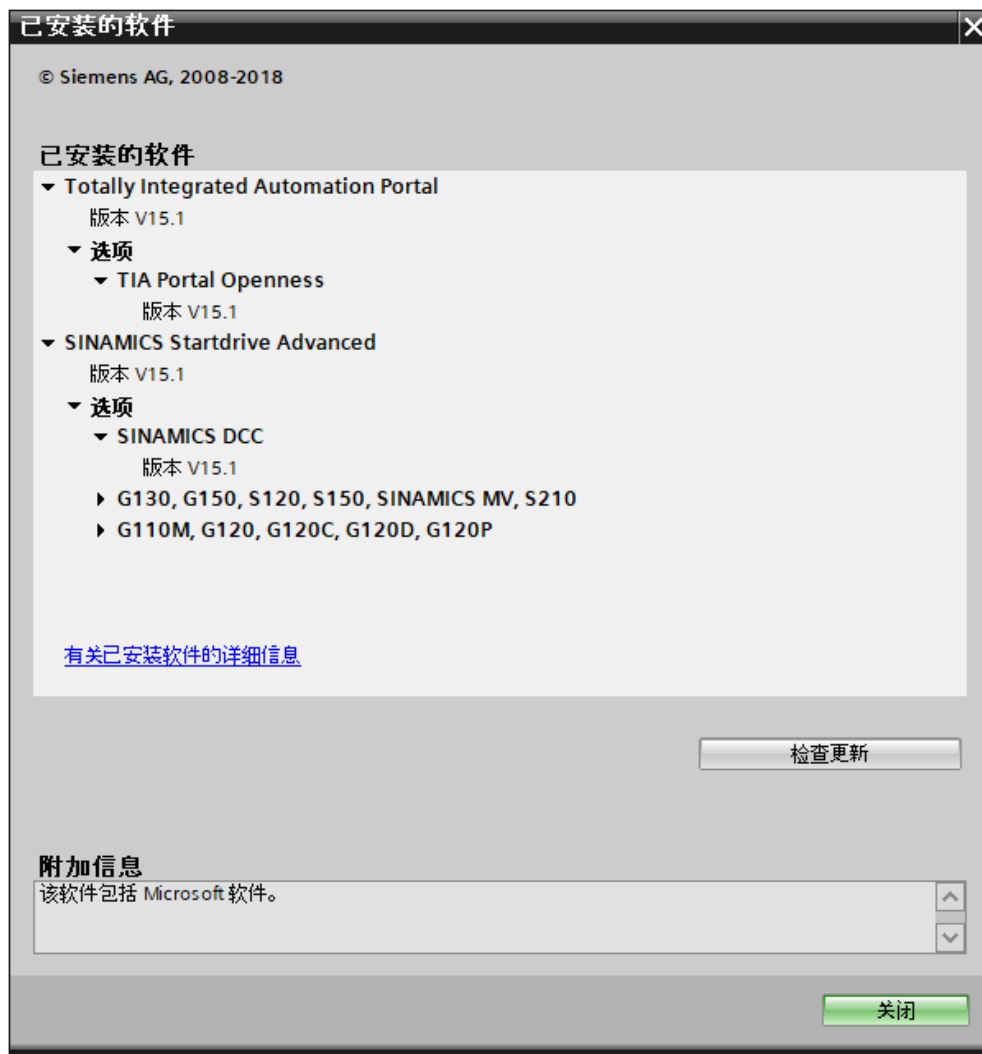 已安装的软件
© Siemens AG, 2008-2018
已安装的软件
Totally Integrated Automation Portal
版本 V15.1
选项
TIA Portal Openness
版本 V15.1
SINAMICS Startdrive Advanced
版本 V15.1
选项
SINAMICS DCC
版本 V15.1
G130, G150, S120, S150, SINAMICS MV, S210
G110M, G120, G120C, G120D, G120P
有关已安装软件的详细信息
检查更新
附加信息
该软件包括 Microsoft 软件。
关闭